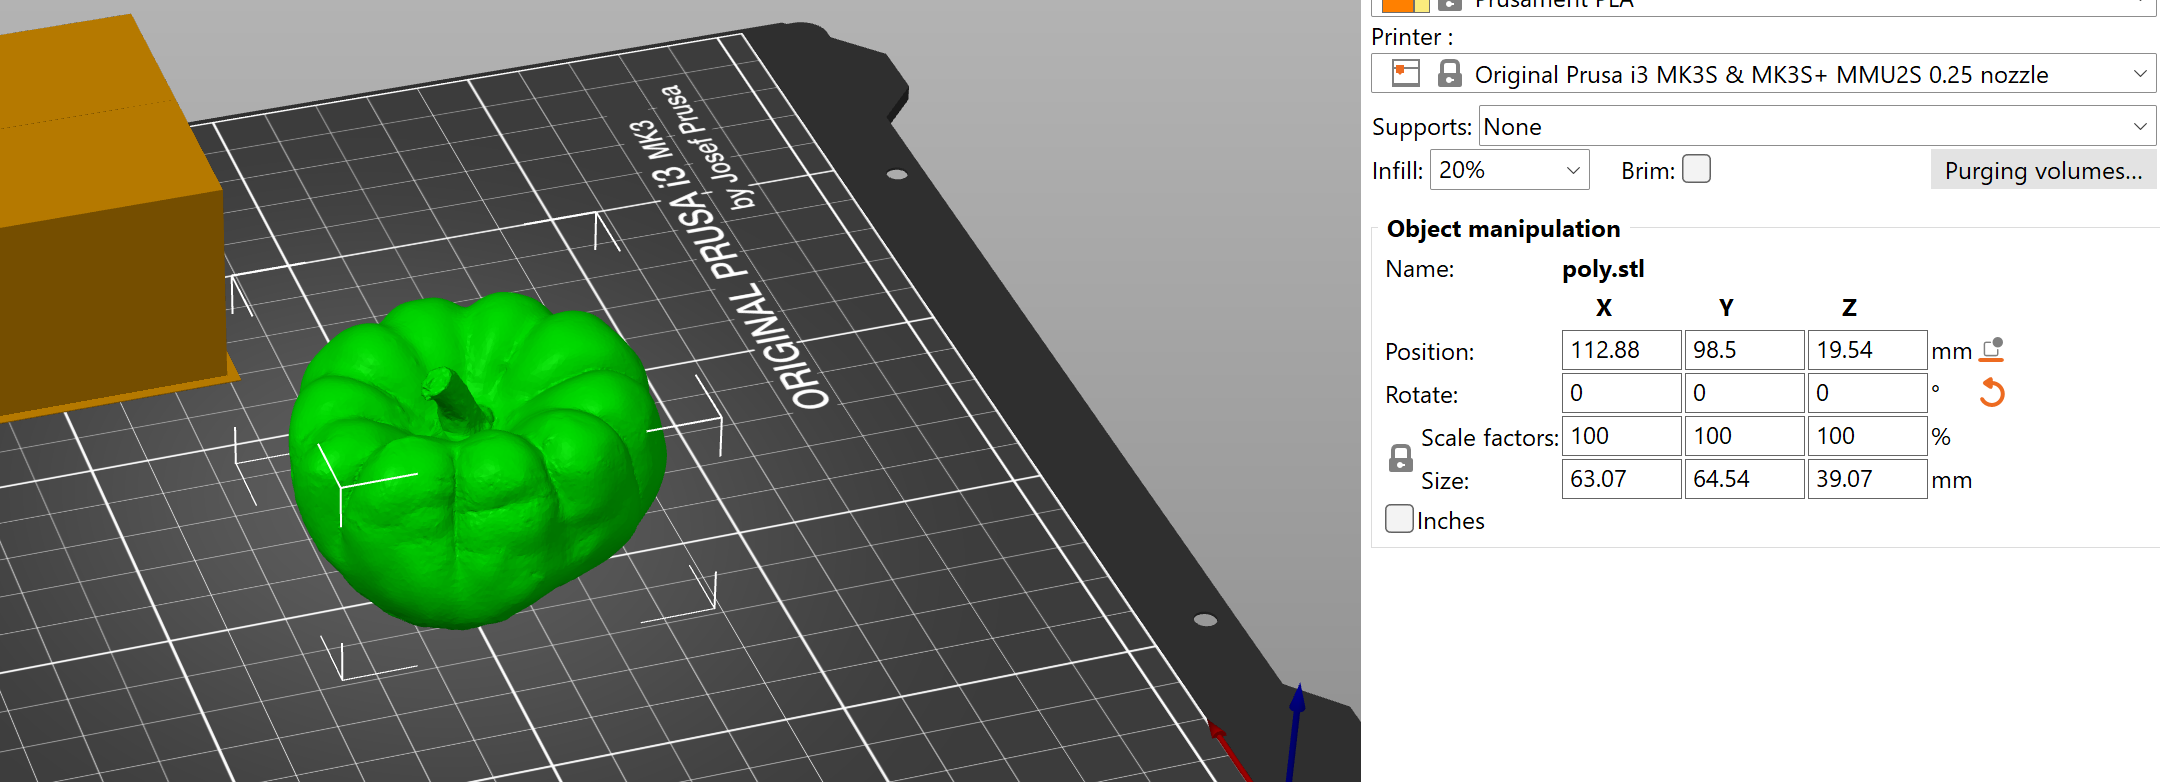 ORIGINAL PRUSA i3 MK3
by Josef Prusa
Prusament PLA
Printer :
Original Prusa i3 MK3S & MK3S+ MMU2S 0.25 nozzle
Supports: None
Infill: 20% Brim: Purging volumes...
Object manipulation
Name: poly.stl
X Y Z
Position: 112.88 98.5 19.54 mm
Rotate: 0 0 0 °
Scale factors: 100 100 100 %
Size: 63.07 64.54 39.07 mm
Inches